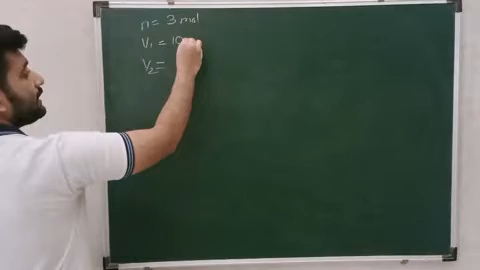 n = 3 mol
V₁ = 10
V₂ =